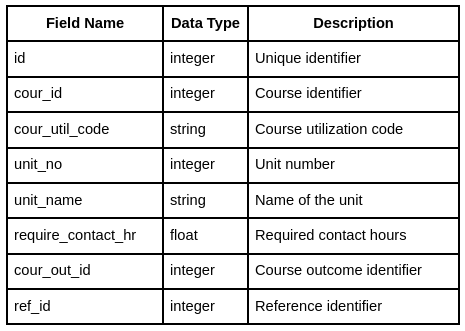 Field Name Data Type Description
id integer Unique identifier
cour_id integer Course identifier
cour_util_code string Course utilization code
unit_no integer Unit number
unit_name string Name of the unit
require_contact_hr float Required contact hours
cour_out_id integer Course outcome identifier
ref_id integer Reference identifier